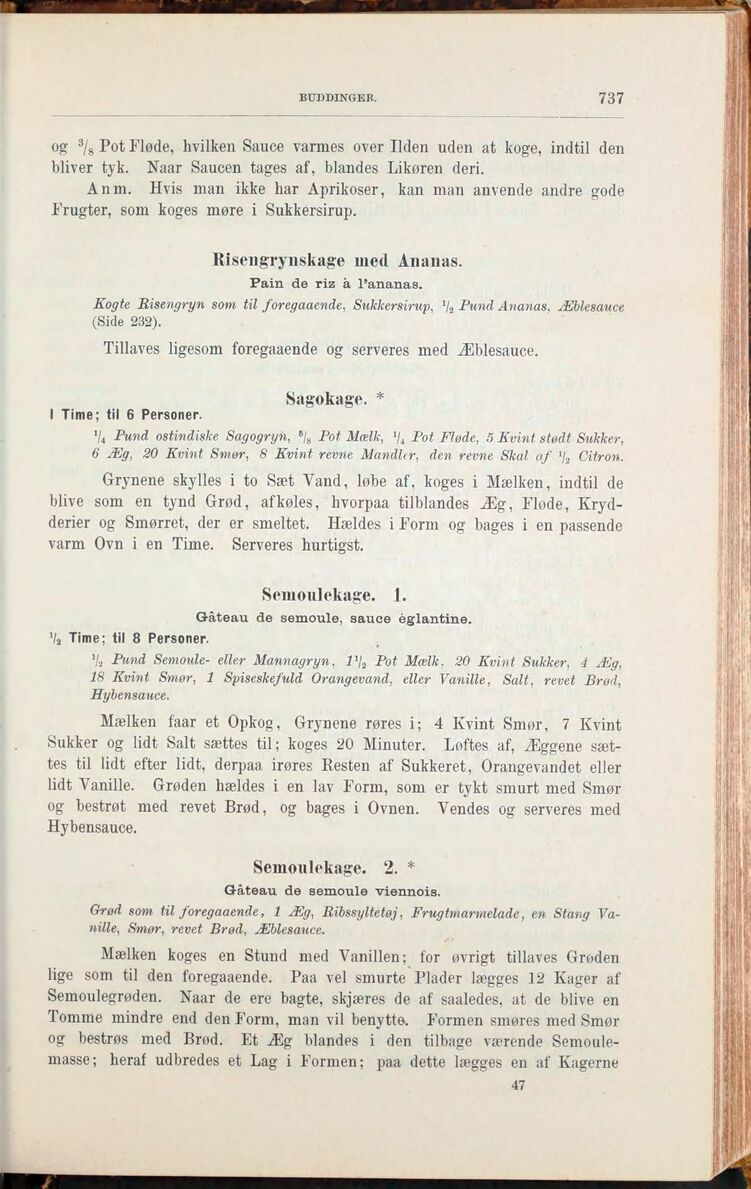 BUDDINGER. 737
og 3/8 Pot Fløde, hvilken Sauce varmes over Ilden uden at koge, indtil den
bliver tyk. Naar Saucen tages af, blandes Likøren deri.
Anm. Hvis man ikke har Aprikoser, kan man anvende andre gode
Frugter, som koges møre i Sukkersirup.
Risengrynskage med Ananas.
Pain de riz à l'ananas.
Kogte Risengryn som til foregaaende, Sukkersirup, 1/2 Pund Ananas, Æblesauce
(Side 232).
Tillaves ligesom foregaaende og serveres med Æblesauce.
Sagokage. *
I Time; til 6 Personer.
1/4 Pund ostindiske Sagogryn, 5/8 Pot Mælk, 1/4 Pot Fløde, 5 Kvint stødt Sukker,
6 Æg, 20 Kvint Smør, 8 Kvint revne Mandler, den revne Skal af 1/2 Citron.
Grynene skylles i to Sæt Vand, løbe af, koges i Mælken, indtil de
blive som en tynd Grød, afkøles, hvorpaa tilblandes Æg, Fløde, Kryd-
derier og Smørret, der er smeltet. Hældes i Form og bages i en passende
varm Ovn i en Time. Serveres hurtigst.
Semoulekage. 1.
Gâteau de semoule, sauce èglantine.
1/2 Time; til 8 Personer.
1/2 Pund Semoule- eller Mannagryn, 1 1/2 Pot Mælk, 20 Kvint Sukker, 4 Æg,
18 Kvint Smør, 1 Spiseskefuld Orangevand, eller Vanille, Salt, revet Brød,
Hybensauce.
Mælken faar et Opkog, Grynene røres i; 4 Kvint Smør, 7 Kvint
Sukker og lidt Salt sættes til; koges 20 Minuter. Løftes af, Æggene sæt-
tes til lidt efter lidt, derpaa irøres Resten af Sukkeret, Orangevandet eller
lidt Vanille. Grøden hældes i en lav Form, som er tykt smurt med Smør
og bestrøt med revet Brød, og bages i Ovnen. Vendes og serveres med
Hybensauce.
Semoulekage. 2. *
Gâteau de semoule viennois.
Grød som til foregaaende, 1 Æg, Ribssyltetøj, Frugtmarmelade, en Stang Va-
nille, Smør, revet Brød, Æblesauce.
Mælken koges en Stund med Vanillen; for øvrigt tillaves Grøden
lige som til den foregaaende. Paa vel smurte Plader lægges 12 Kager af
Semoulegrøden. Naar de ere bagte, skjæres de af saaledes, at de blive en
Tomme mindre end den Form, man vil benytte. Formen smøres med Smør
og bestrøs med Brød. Et Æg blandes i den tilbage værende Semoule-
masse; heraf udbredes et Lag i Formen; paa dette lægges en af Kagerne
47